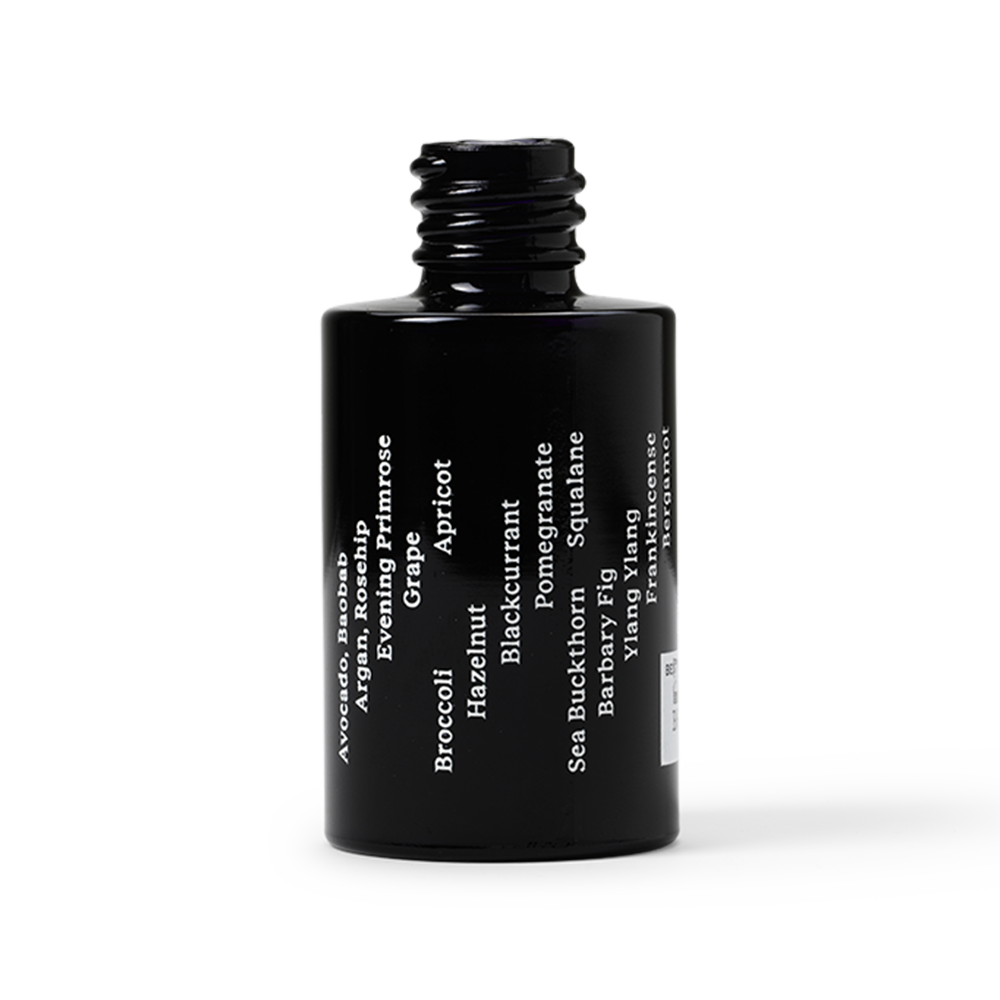 Avocado, Baobab
Argan, Rosehip
Evening Primrose
Grape
Broccoli Apricot
Hazelnut
Blackcurrant
Pomegranate
Sea Buckthorn Squalane
Barbary Fig
Ylang Ylang
Frankincense
Bergamot